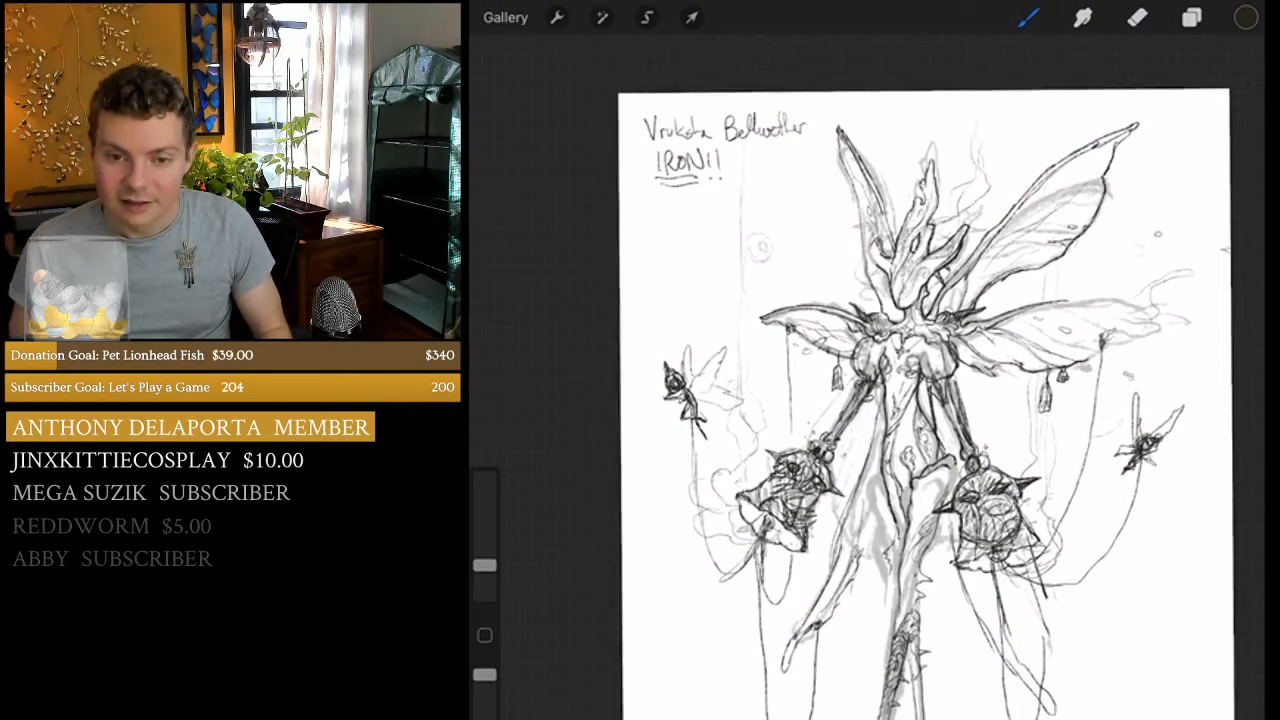 Gallery
Vrukota Bellwether
IRON!!
Donation Goal: Pet Lionhead Fish $39.00 $340
Subscriber Goal: Let's Play a Game 204 200
ANTHONY DELAPORTA MEMBER
JINXKITTIECOSPLAY $10.00
MEGA SUZIK SUBSCRIBER
REDDWORM $5.00
ABBY SUBSCRIBER